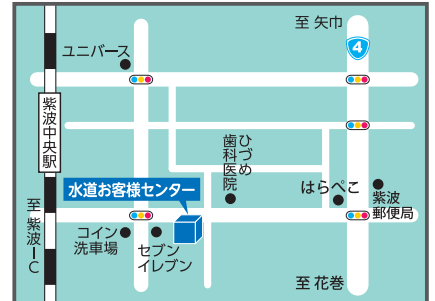 至 矢巾
4
ユニバース
紫波中央駅
ひづめ
歯科医院
はらぺこ
紫波
郵便局
水道お客様センター
至 紫波IC
コイン
洗車場
セブン
イレブン
至 花巻